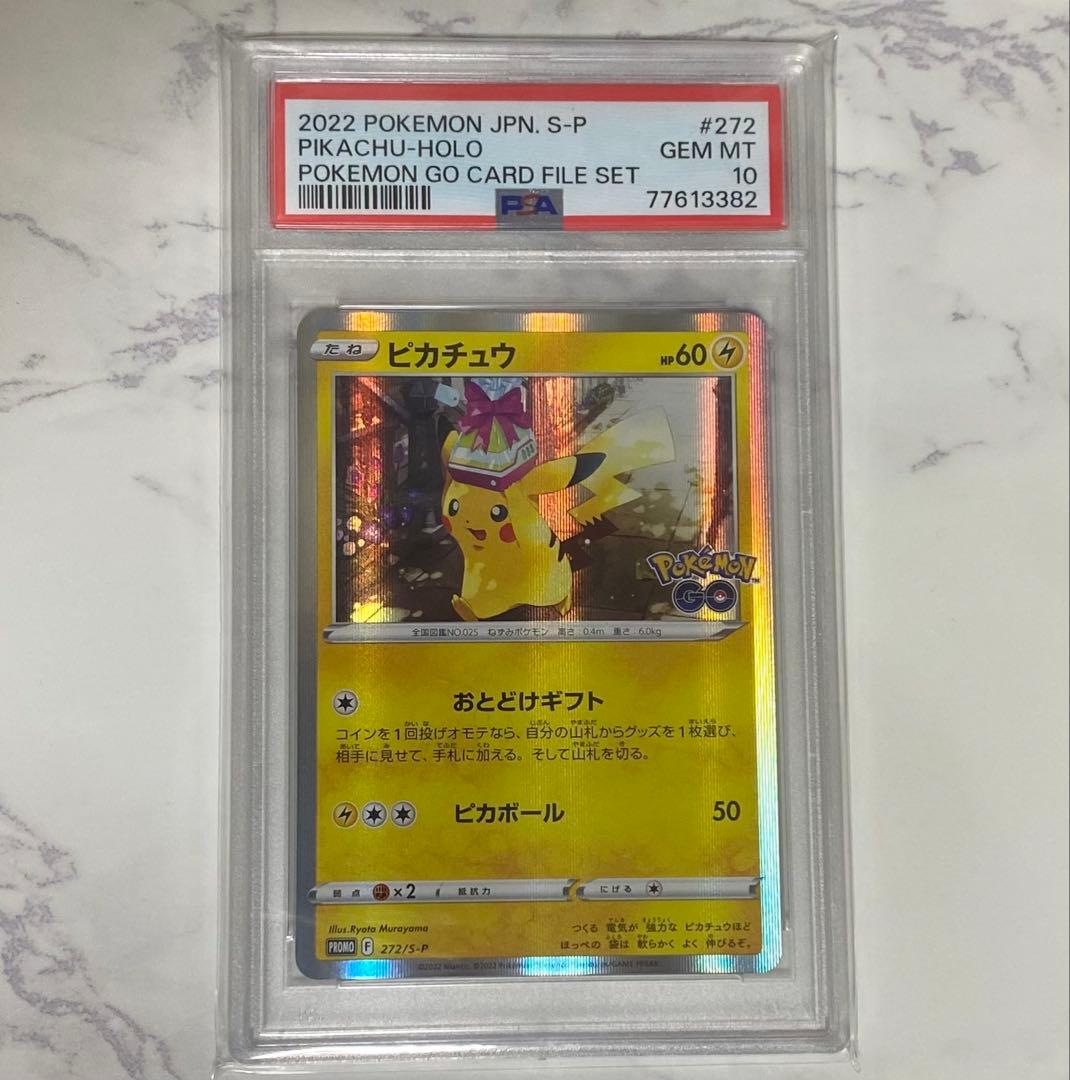 2022 POKEMON JPN. S-P #272
PIKACHU-HOLO GEM MT
POKEMON GO CARD FILE SET 10
PSA 77613382
たね ピカチュウ HP60
Pokémon
GO
全国図鑑NO.025 ねずみポケモン 高さ:0.4m 重さ:6.0kg
おとどけギフト
コインを1回投げオモテなら、自分の山札からグッズを1枚選び、
相手に見せて、手札に加える。そして山札を切る。
ピカボール 50
弱点 ×2 抵抗力 にげる
Illus.Ryota Murayama
つくる 電気が 強力な ピカチュウほど
ほっぺの 袋は 軟らかく よく 伸びるぞ。
PROMO F 272/S-P
©2022 Niantic, ©2022 Pokémon